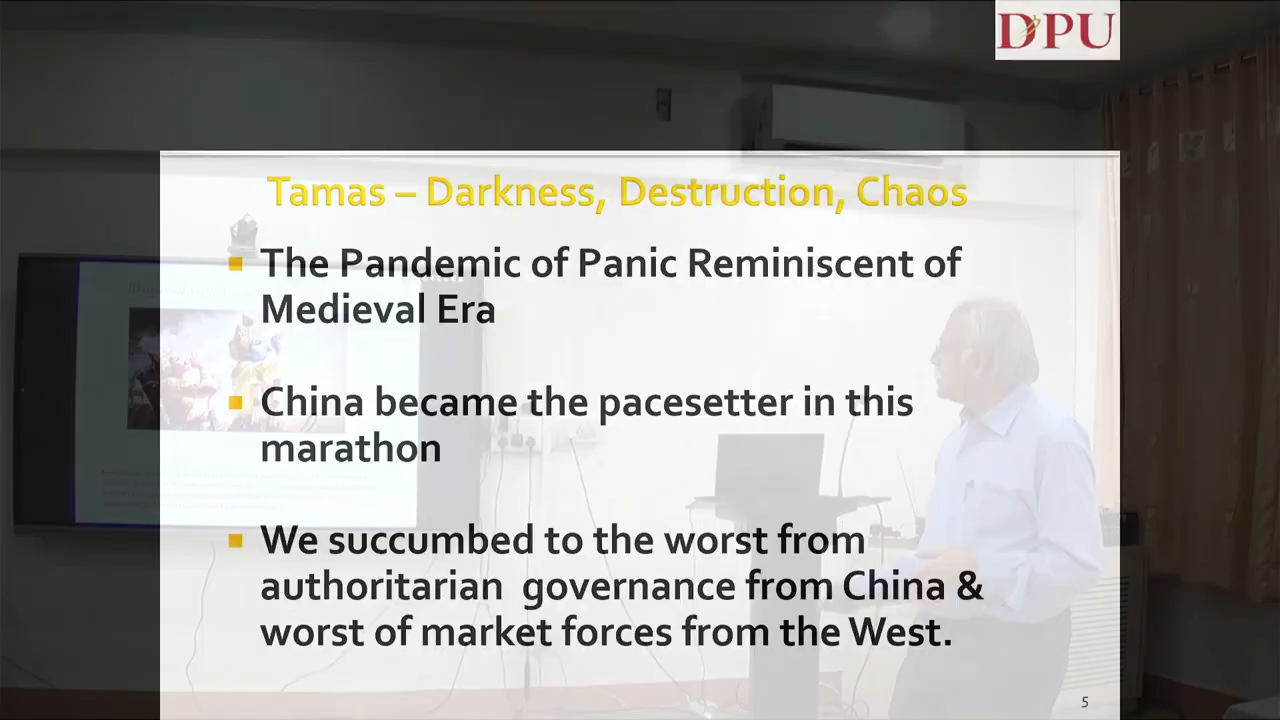 DPU
Tamas – Darkness, Destruction, Chaos
The Pandemic of Panic Reminiscent of
Medieval Era
China became the pacesetter in this
marathon
We succumbed to the worst from
authoritarian governance from China &
worst of market forces from the West.
5